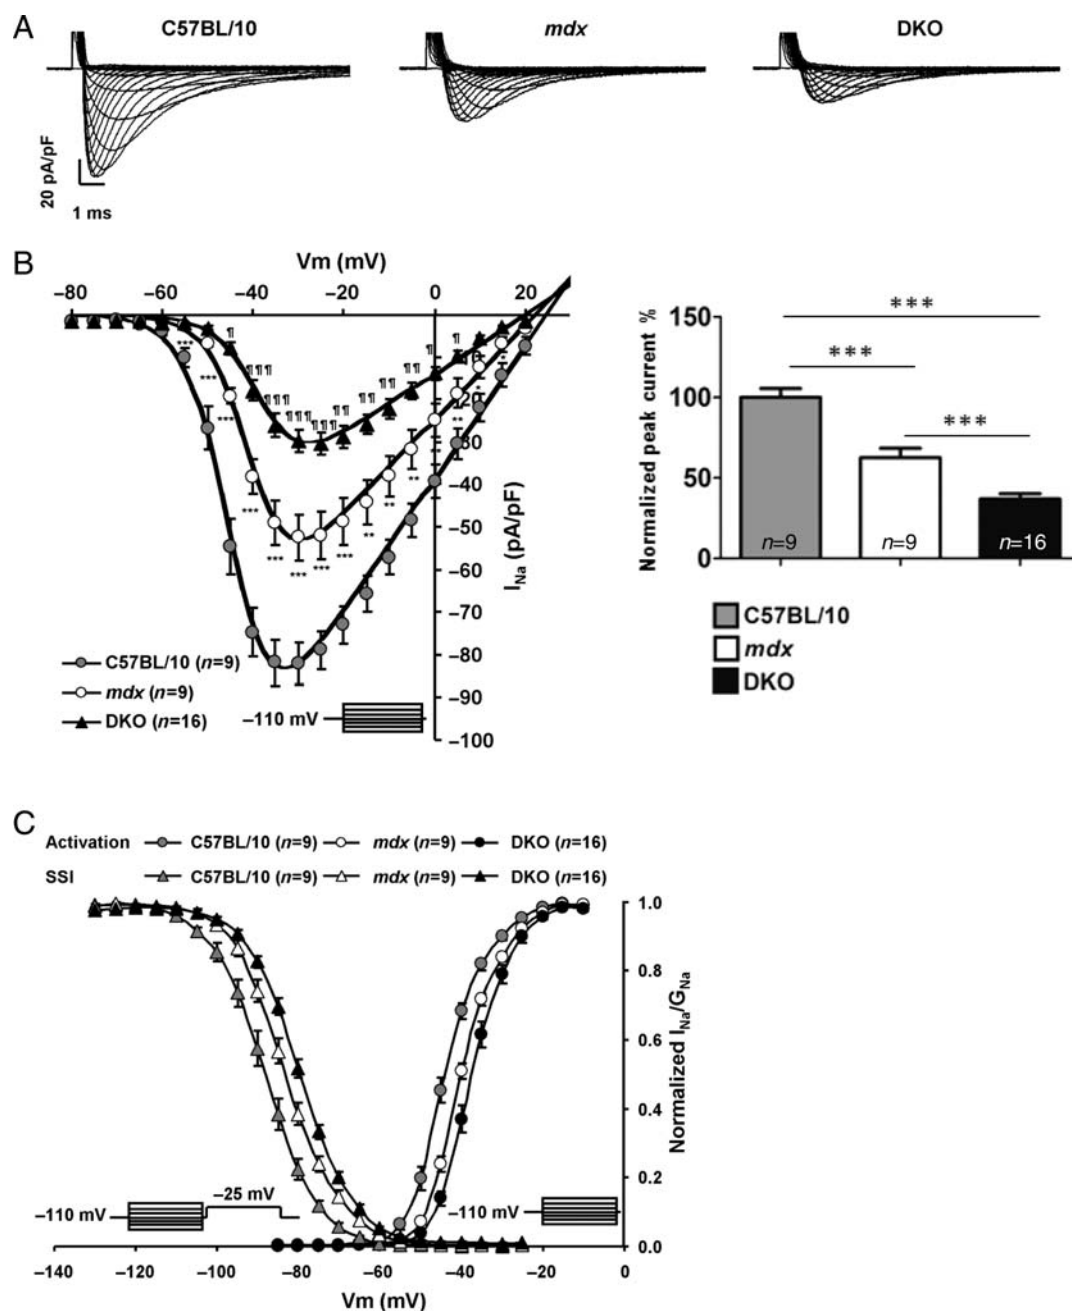 A
C57BL/10 mdx DKO
20 pA/pF
1 ms
B
Vm (mV)
−80 −60 −40 −20 0 20
¶ ¶ ¶
*** ¶¶¶ ¶¶
*** ¶¶¶ ¶¶
*** ¶¶¶ ¶¶¶ ¶¶ ¶¶
−20
−30
−40
−50
−60
−70
−80
−90
−100
*** *** *** *** *** ** ** ** **
I_Na (pA/pF)
C57BL/10 (n=9)
mdx (n=9)
DKO (n=16)
−110 mV
Normalized peak current %
150
100
50
0
***
***
***
n=9 n=9 n=16
C57BL/10
mdx
DKO
C
Activation C57BL/10 (n=9) mdx (n=9) DKO (n=16)
SSI C57BL/10 (n=9) mdx (n=9) DKO (n=16)
1.0
0.8
0.6
0.4
0.2
0.0
Normalized I_Na/G_Na
−110 mV
−25 mV
−110 mV
−140 −120 −100 −80 −60 −40 −20 0
Vm (mV)